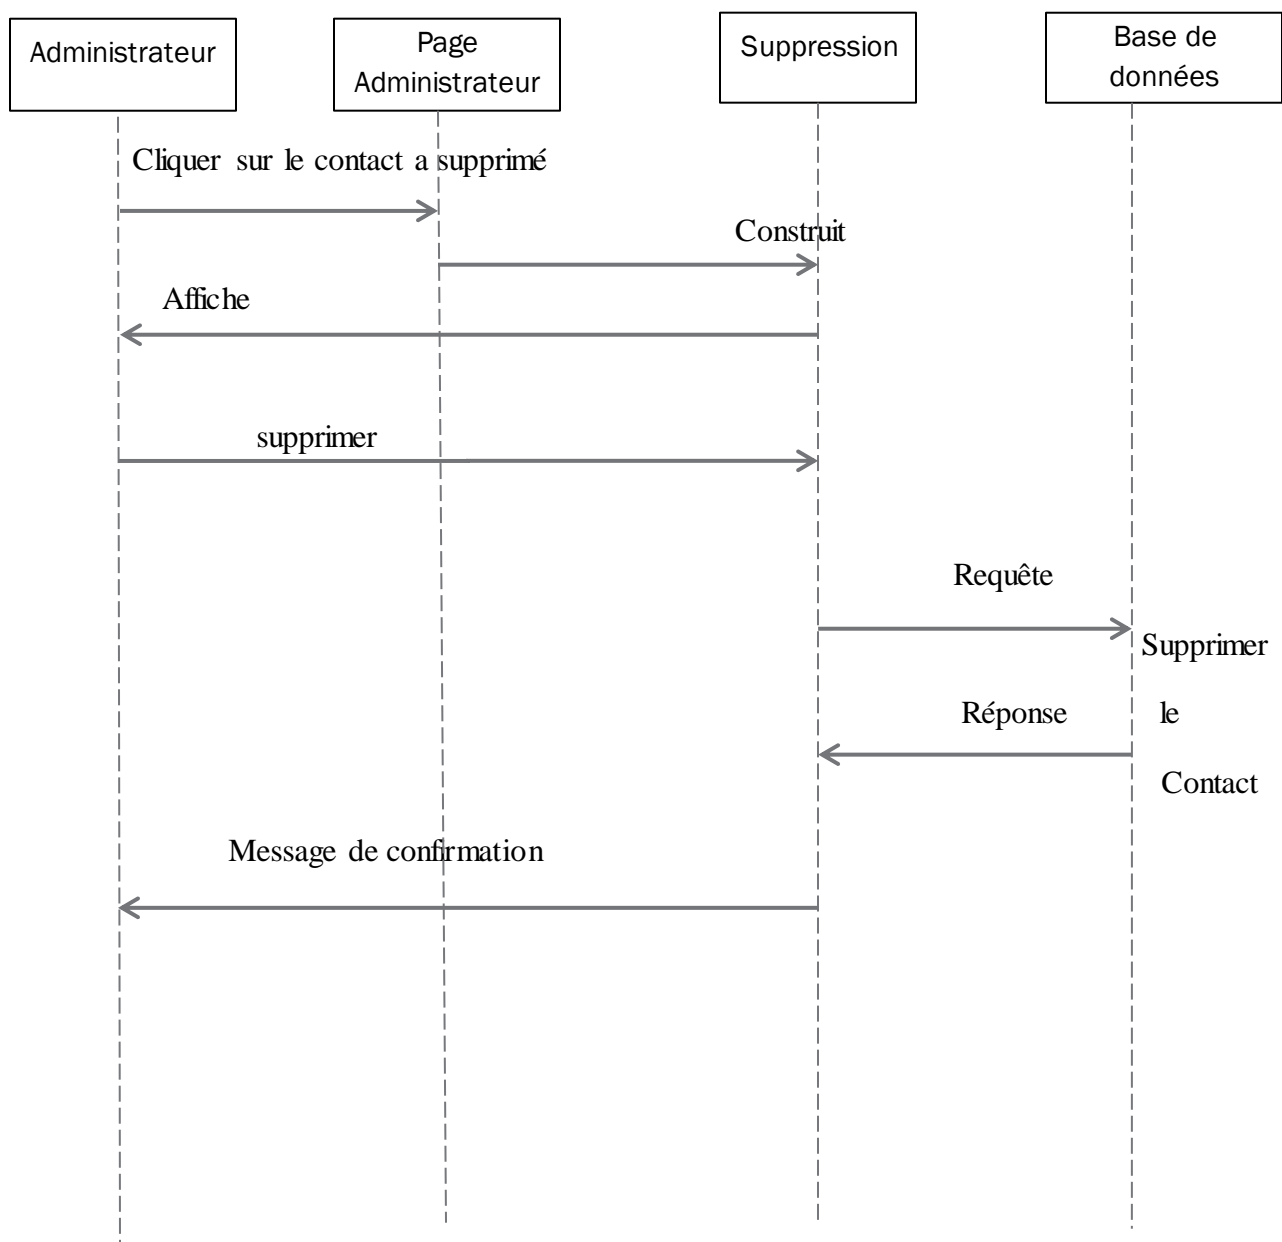 Administrateur
Page
Administrateur
Suppression
Base de
données
Cliquer sur le contact a supprimé
Construit
Affiche
supprimer
Requête
Supprimer
Réponse
le
Contact
Message de confirmation